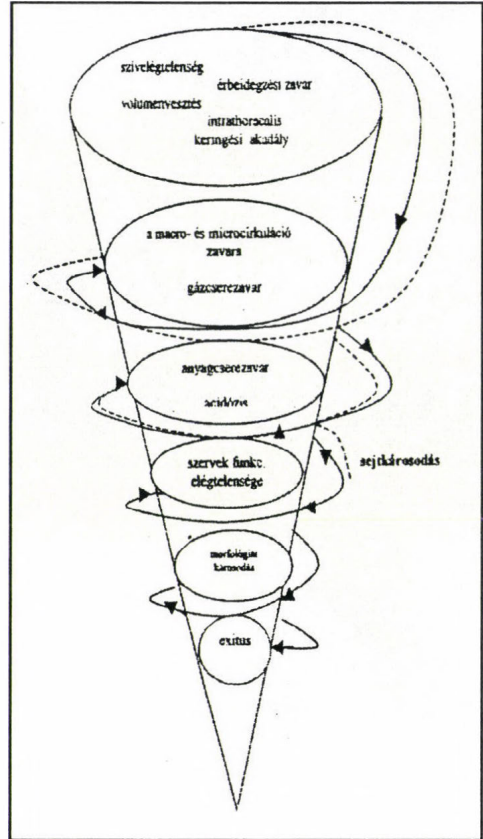 szívelégtelenség
érbeidegzési zavar
volumenvesztés
intrathoracalis
keringési akadály
a macro- és microcirkuláció
zavara
gázcserezavar
anyagcserezavar
acidózis
szervek funkc.
elégtelensége
sejtkárosodás
morfológiai
károsodás
exitus